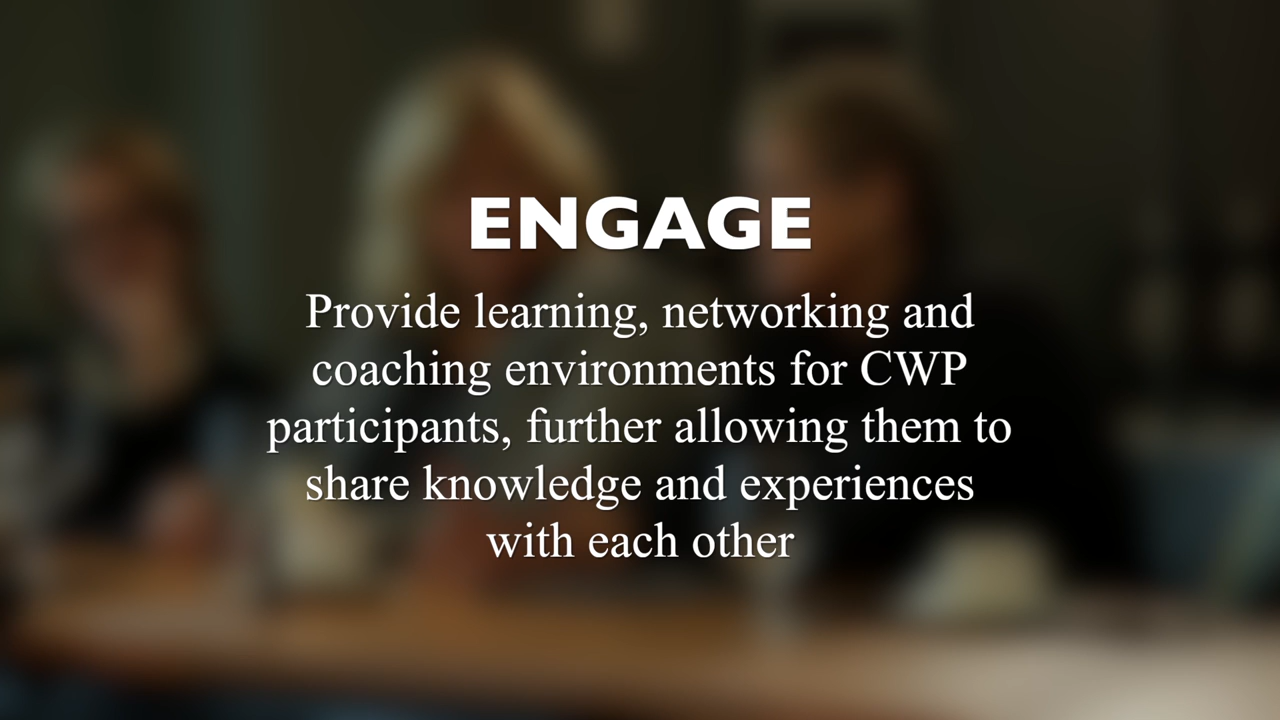 ENGAGE
Provide learning, networking and
coaching environments for CWP
participants, further allowing them to
share knowledge and experiences
with each other